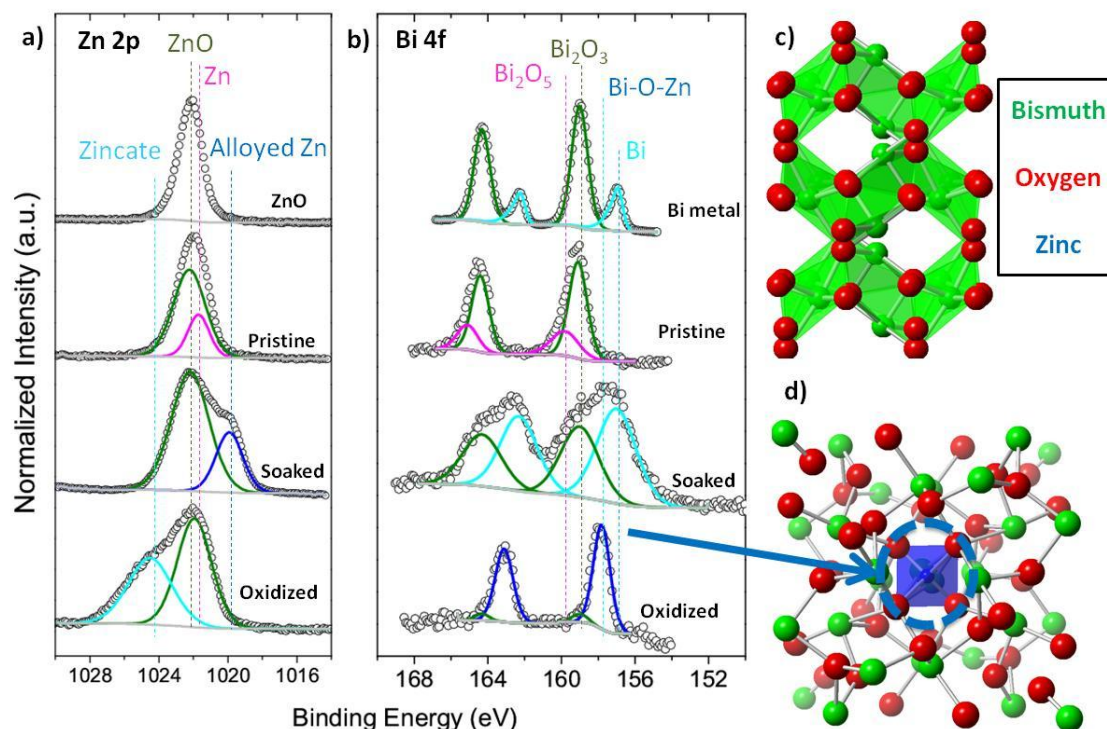 a)
Zn 2p
ZnO
Zn
Zincate
Alloyed Zn
ZnO
Pristine
Soaked
Oxidized
1028 1024 1020 1016
Normalized Intensity (a.u.)
b)
Bi 4f
Bi₂O₃
Bi₂O₅
Bi-O-Zn
Bi
Bi metal
Pristine
Soaked
Oxidized
168 164 160 156 152
Binding Energy (eV)
c)
Bismuth
Oxygen
Zinc
d)